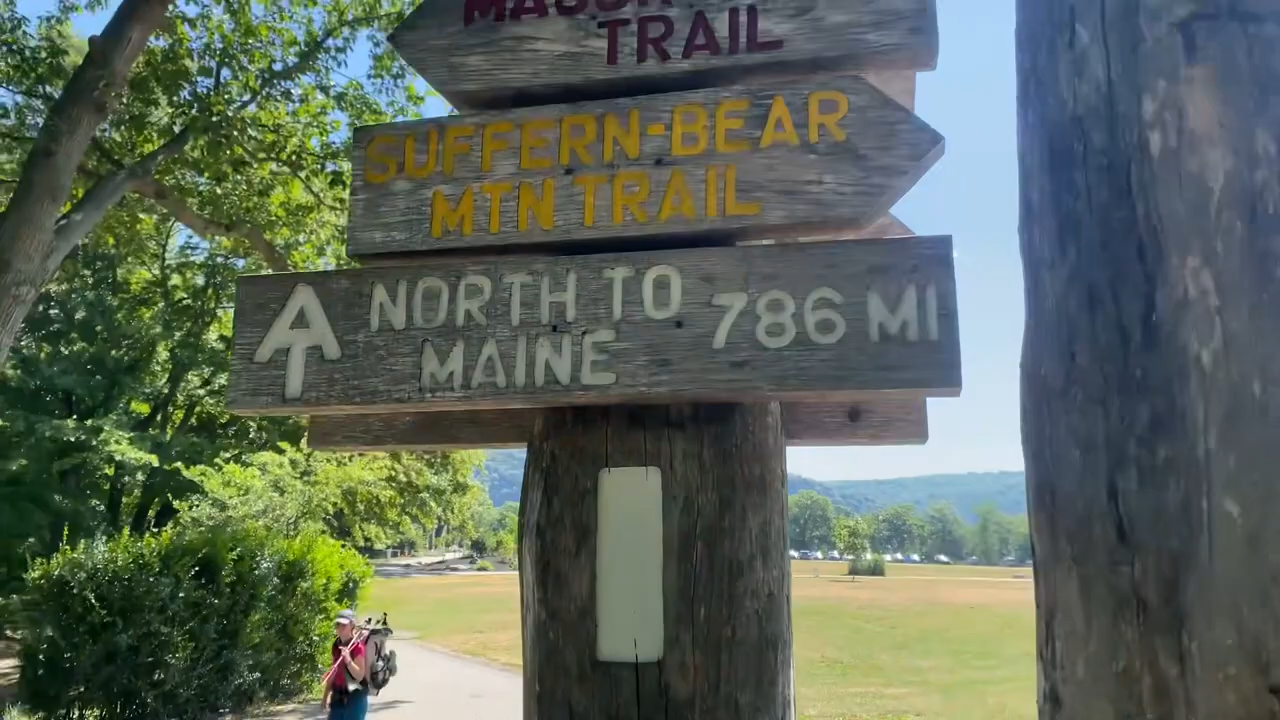 TRAIL
SUFFERN-BEAR
MTN TRAIL
NORTH TO
MAINE
786 MI